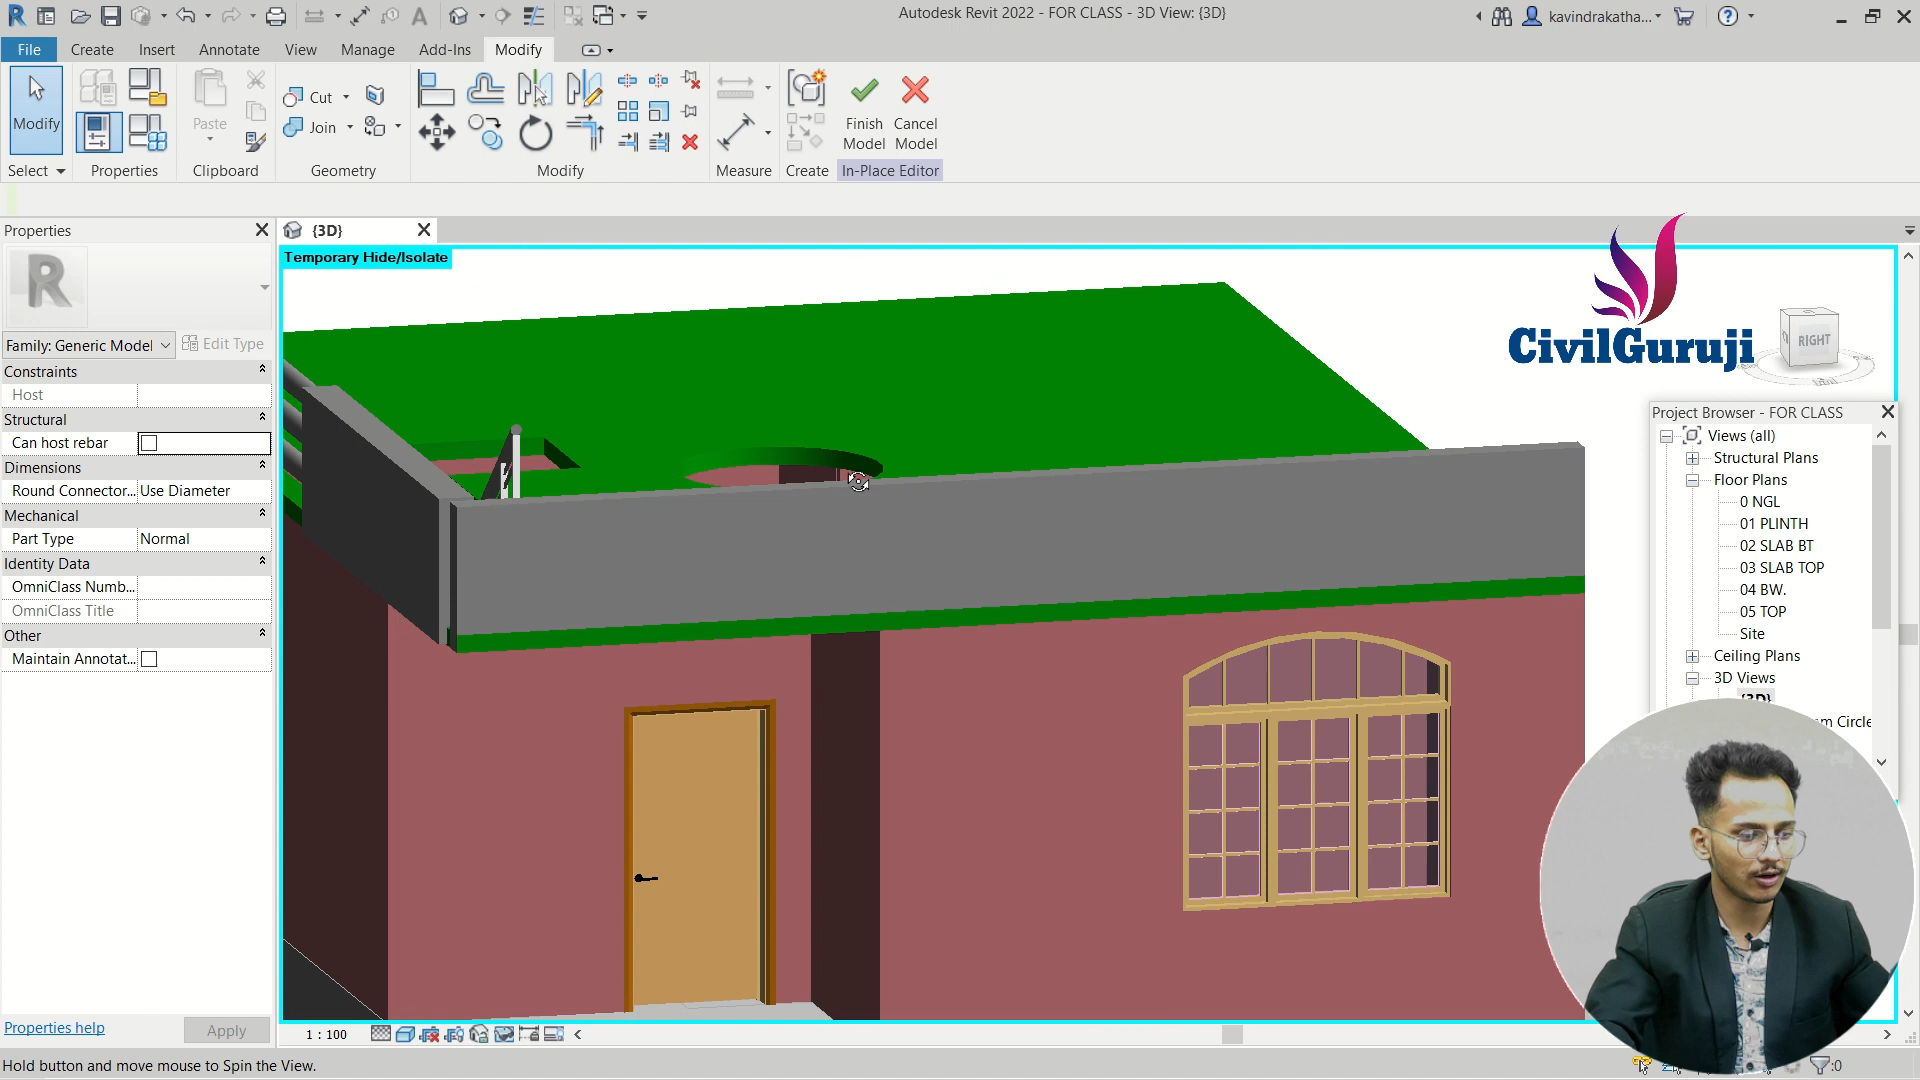 Autodesk Revit 2022 - FOR CLASS - 3D View: {3D}
kavindrakatha...
File Create Insert Annotate View Manage Add-Ins Modify
Modify
Paste
Cut
Join
Finish Model
Cancel Model
Select Properties Clipboard Geometry Modify Measure Create In-Place Editor
Properties
{3D}
Temporary Hide/Isolate
R
Family: Generic Model
Edit Type
Constraints
Host
Structural
Can host rebar
Dimensions
Round Connector... Use Diameter
Mechanical
Part Type Normal
Identity Data
OmniClass Numb...
OmniClass Title
Other
Maintain Annotat...
Properties help
Apply
CivilGuruji
RIGHT
Project Browser - FOR CLASS
Views (all)
Structural Plans
Floor Plans
0 NGL
01 PLINTH
02 SLAB BT
03 SLAB TOP
04 BW.
05 TOP
Site
Ceiling Plans
3D Views
{3D}
m Circle
1 : 100
Hold button and move mouse to Spin the View.
:0